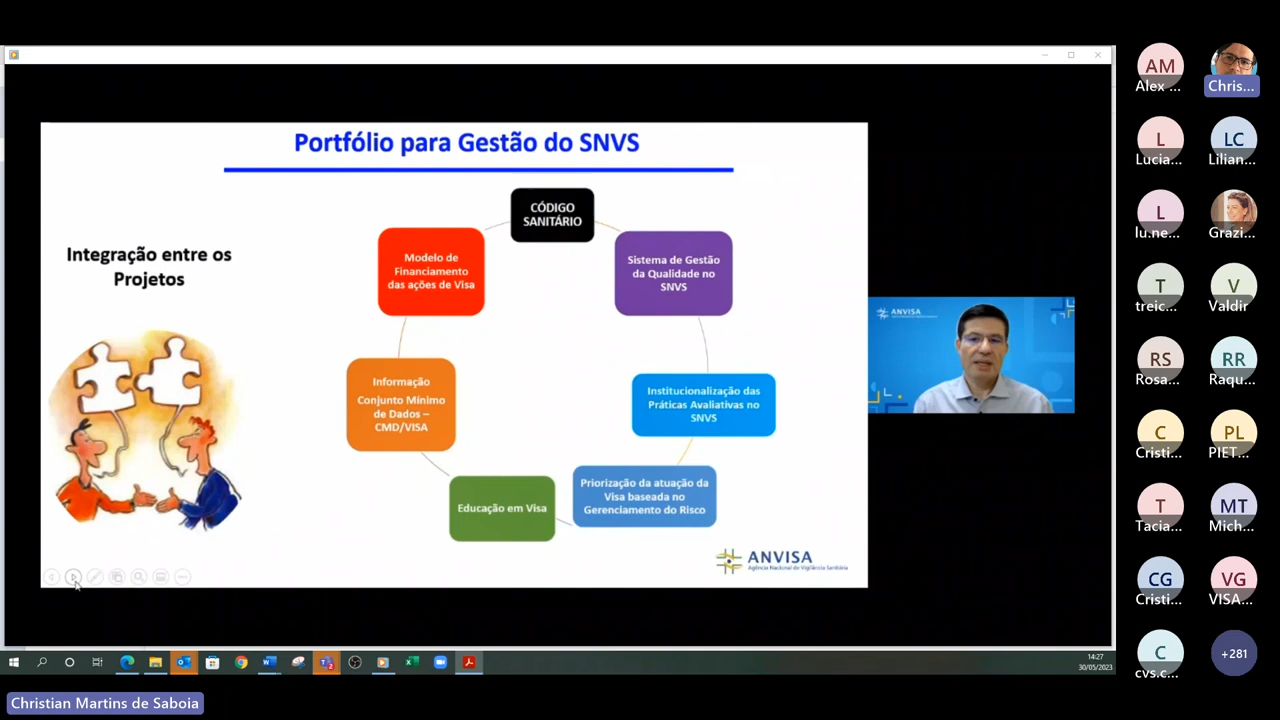 Portfólio para Gestão do SNVS
Integração entre os
Projetos
CÓDIGO
SANITÁRIO
Sistema de Gestão
da Qualidade no
SNVS
Institucionalização das
Práticas Avaliativas no
SNVS
Priorização da atuação da
Visa baseada no
Gerenciamento do Risco
Educação em Visa
Informação
Conjunto Mínimo
de Dados –
CMD/VISA
Modelo de
Financiamento
das ações de Visa
ANVISA
Agência Nacional de Vigilância Sanitária
ANVISA
AM
Alex ...
Chris...
L
Lucia...
LC
Lilian...
L
lu.ne...
Grazi...
T
treic...
V
Valdir
RS
Rosa...
RR
Raqu...
C
Cristi...
PL
PIET...
T
Tacia...
MT
Mich...
CG
Cristi...
VG
VISA...
C
cvs.c...
+281
14:27
30/05/2023
Christian Martins de Saboia